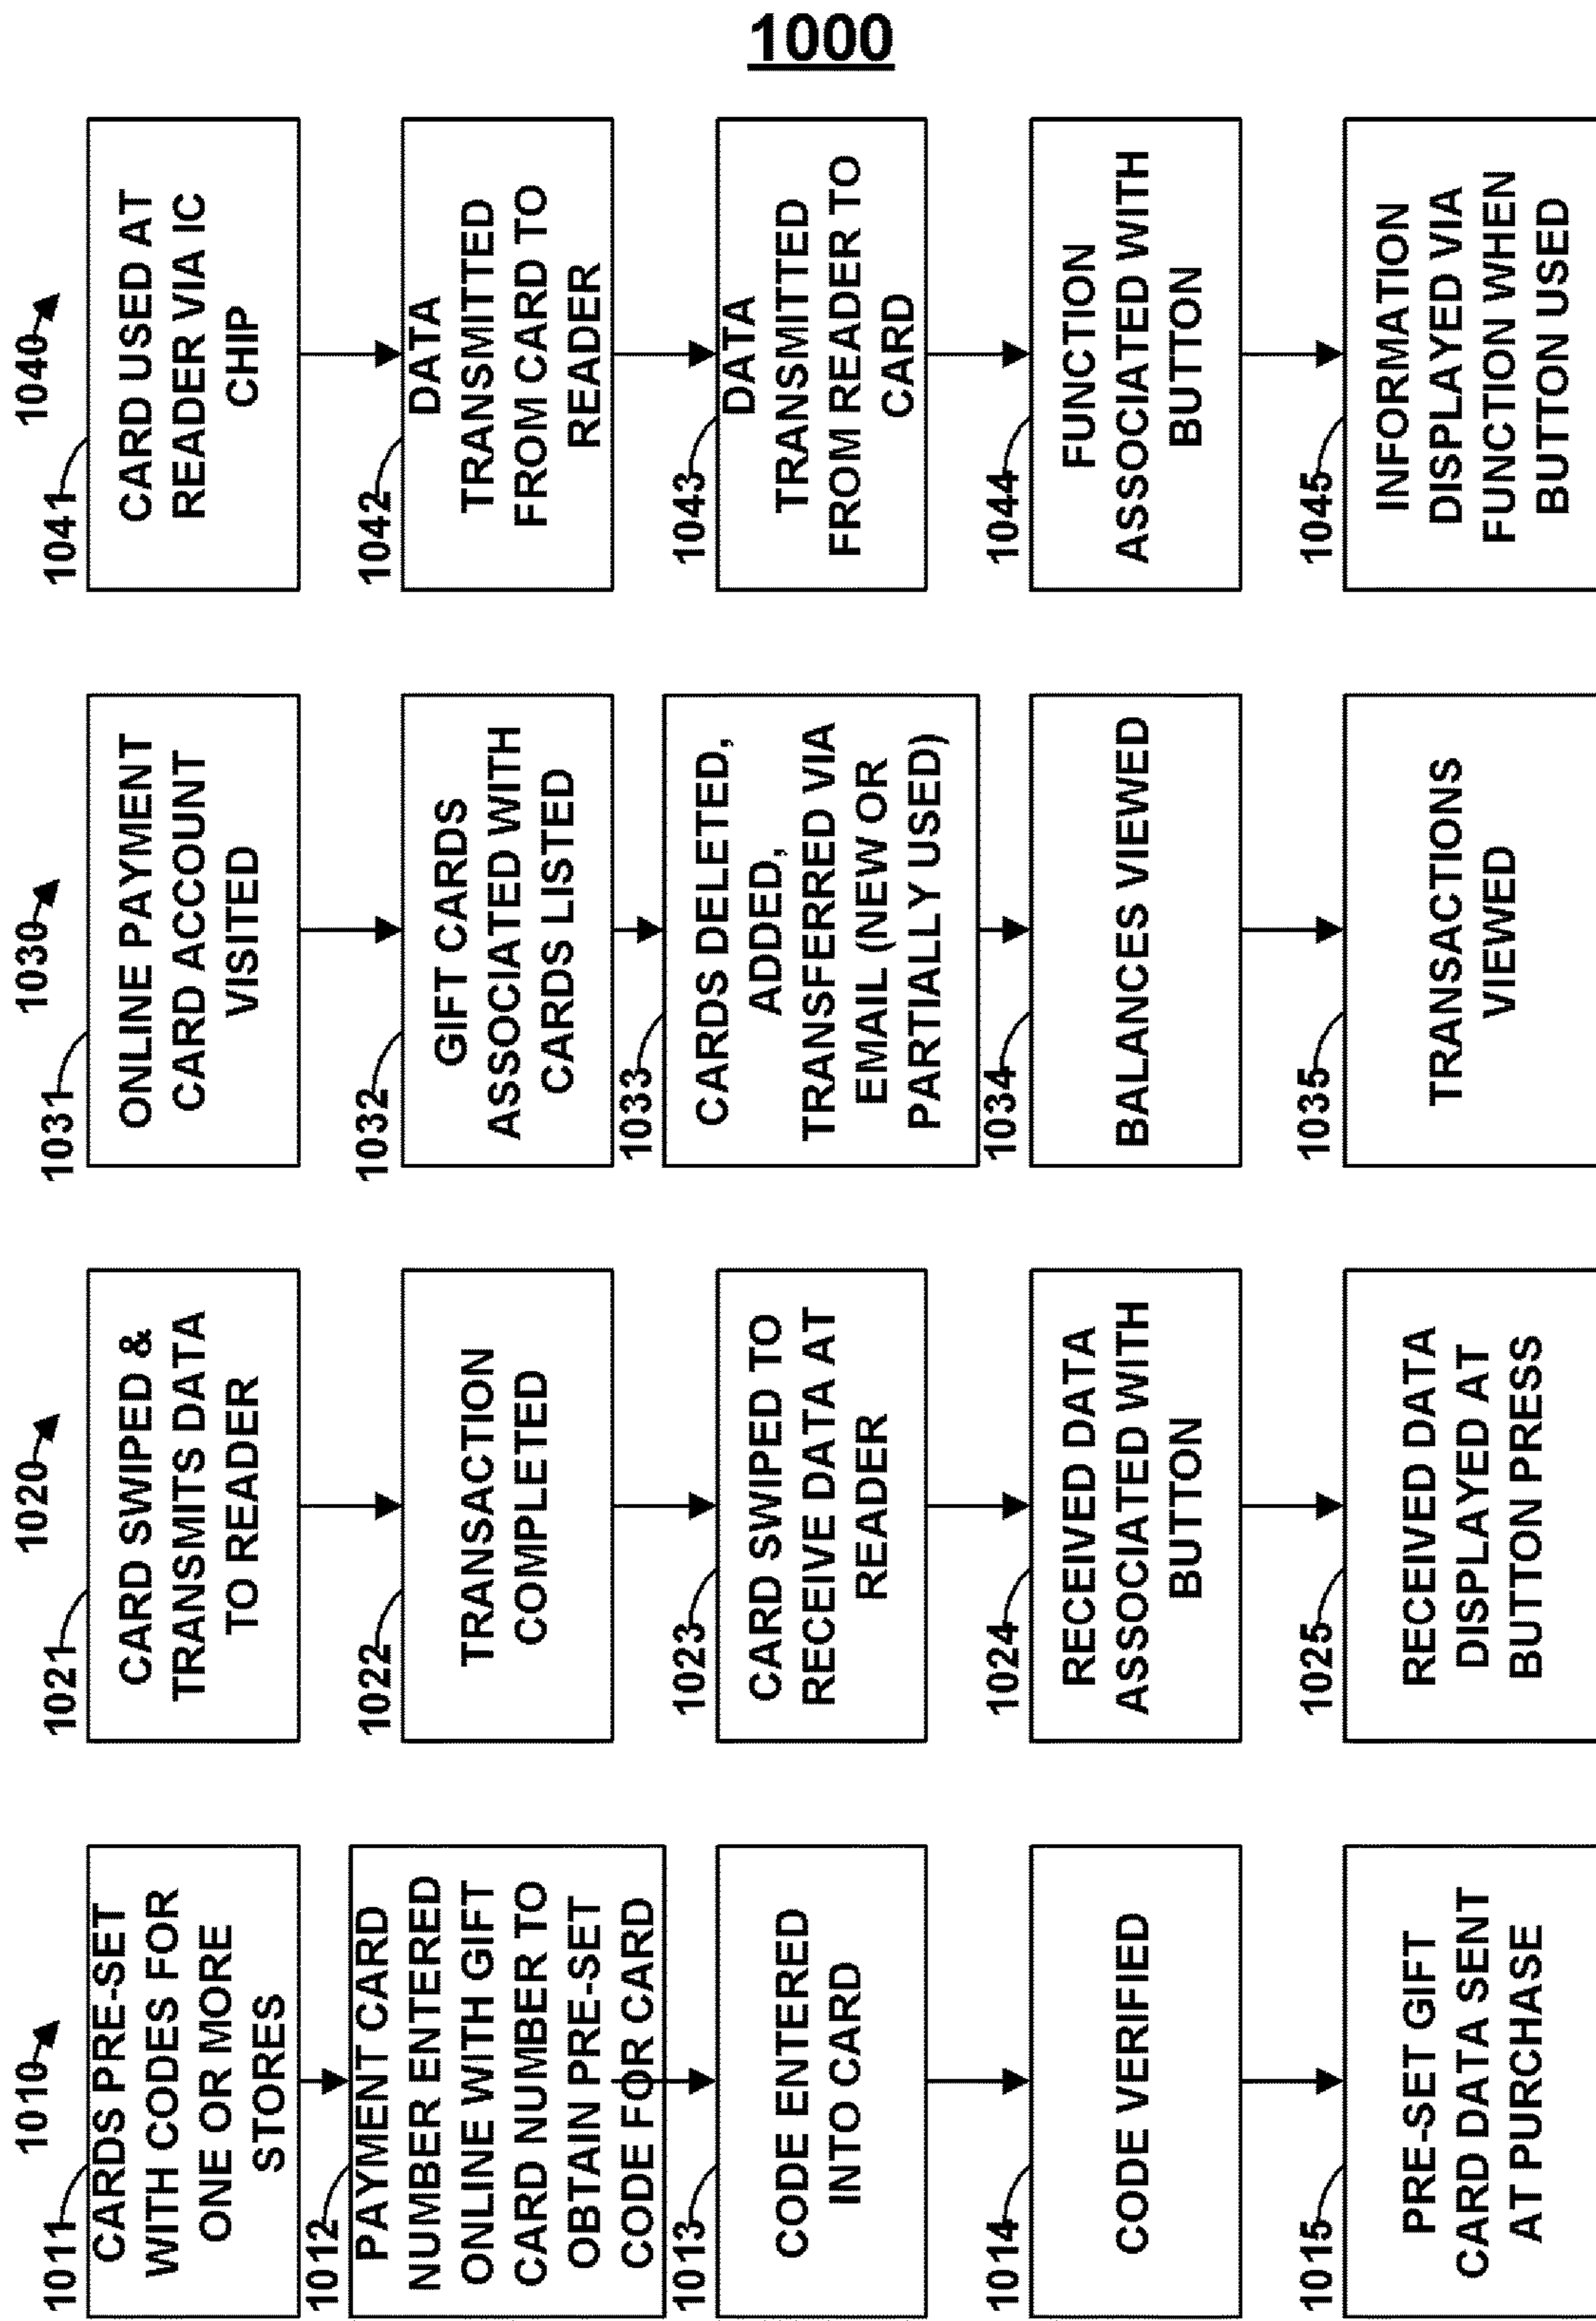 1010
1011
CARDS PRE-SET
WITH CODES FOR
ONE OR MORE
STORES
1012
PAYMENT CARD
NUMBER ENTERED
ONLINE WITH GIFT
CARD NUMBER TO
OBTAIN PRE-SET
CODE FOR CARD
1013
CODE ENTERED
INTO CARD
1014
CODE VERIFIED
1015
PRE-SET GIFT
CARD DATA SENT
AT PURCHASE
1020
1021
CARD SWIPED &
TRANSMITS DATA
TO READER
1022
TRANSACTION
COMPLETED
1023
CARD SWIPED TO
RECEIVE DATA AT
READER
1024
RECEIVED DATA
ASSOCIATED WITH
BUTTON
1025
RECEIVED DATA
DISPLAYED AT
BUTTON PRESS
1030
1031
ONLINE PAYMENT
CARD ACCOUNT
VISITED
1032
GIFT CARDS
ASSOCIATED WITH
CARDS LISTED
1033
CARDS DELETED,
ADDED,
TRANSFERRED VIA
EMAIL (NEW OR
PARTIALLY USED)
1034
BALANCES VIEWED
1035
TRANSACTIONS
VIEWED
1040
1041
CARD USED AT
READER VIA IC
CHIP
1042
DATA
TRANSMITTED
FROM CARD TO
READER
1043
DATA
TRANSMITTED
FROM READER TO
CARD
1044
FUNCTION
ASSOCIATED WITH
BUTTON
1045
INFORMATION
DISPLAYED VIA
FUNCTION WHEN
BUTTON USED
1000